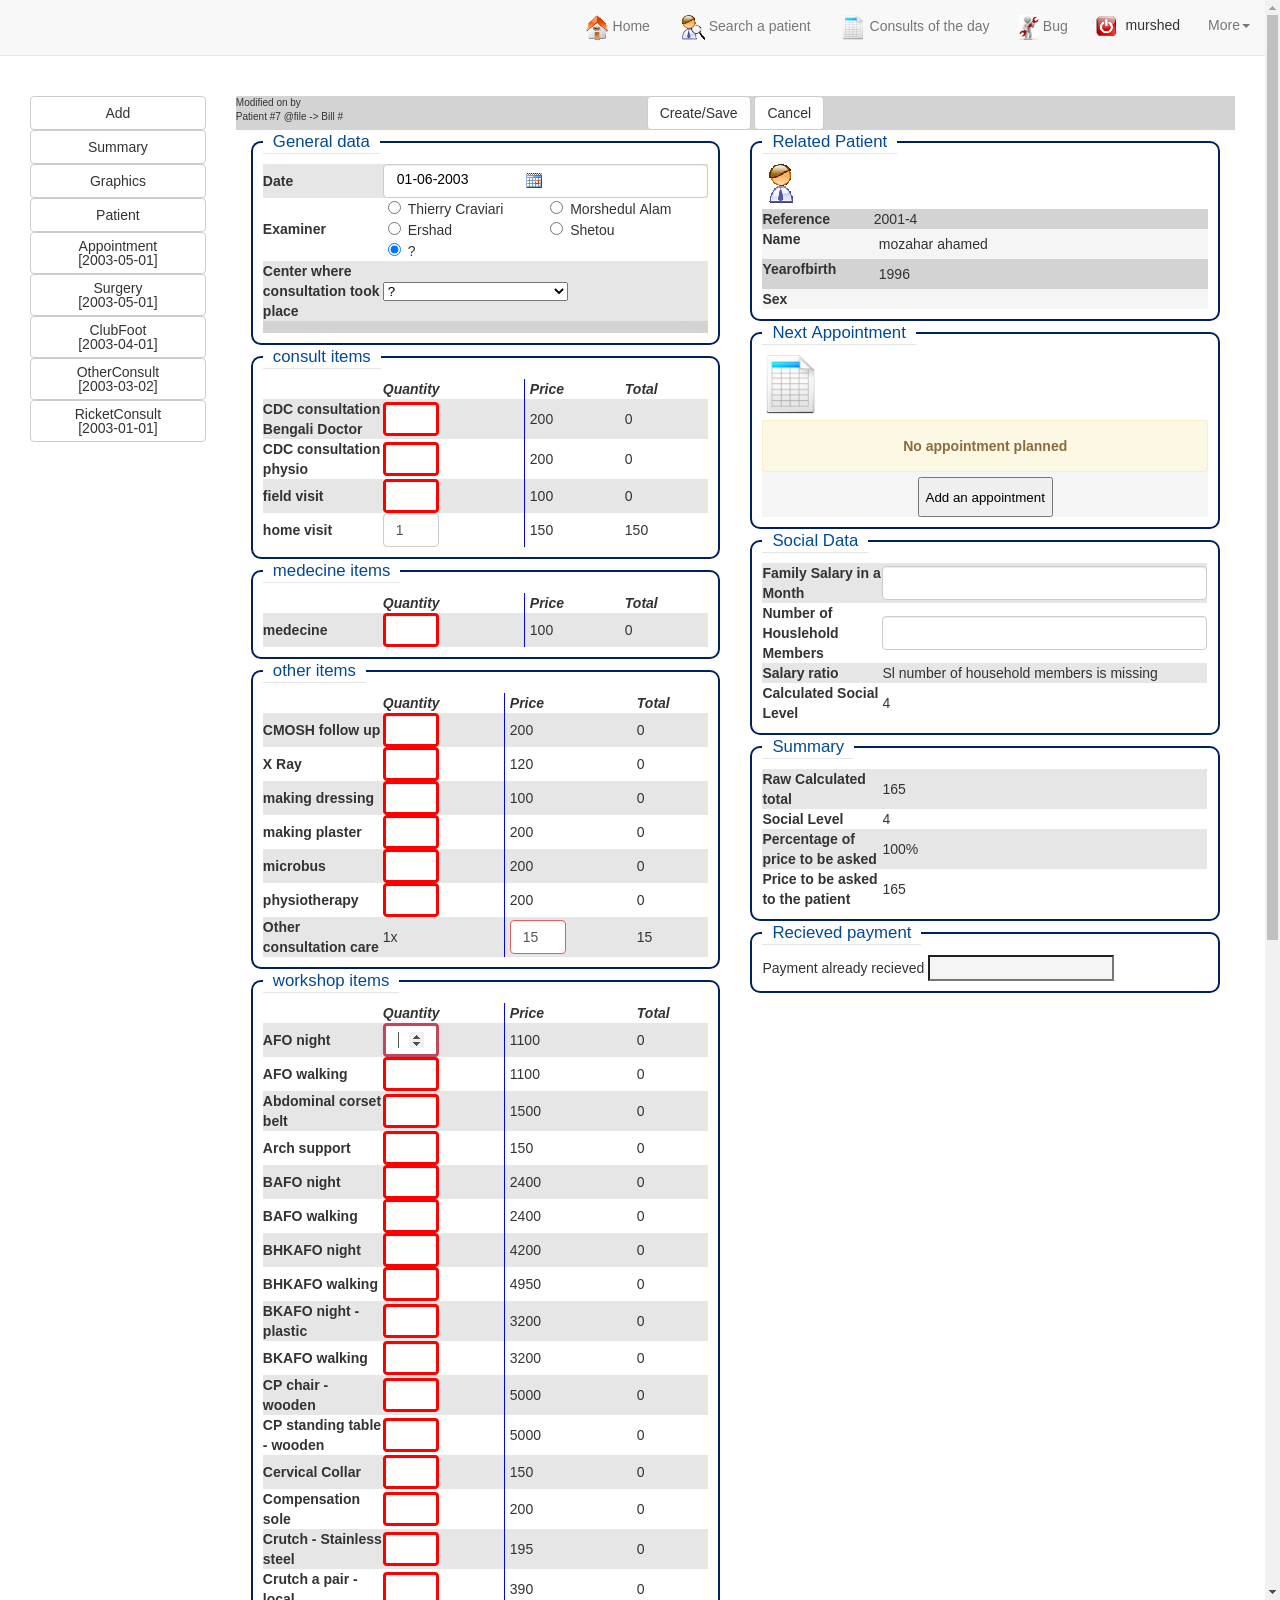 Home Search a patient Consults of the day Bug murshed More
Add
Summary
Graphics
Patient
Appointment
[2003-05-01]
Surgery
[2003-05-01]
ClubFoot
[2003-04-01]
OtherConsult
[2003-03-02]
RicketConsult
[2003-01-01]
Modified on by
Patient #7 @file -> Bill #
Create/Save Cancel
General data
Date 01-06-2003
Examiner
Thierry Craviari Morshedul Alam
Ershad Shetou
?
Center where
consultation took
place
?
consult items
Quantity Price Total
CDC consultation
Bengali Doctor
200 0
CDC consultation
physio
200 0
field visit 100 0
home visit 1 150 150
medecine items
Quantity Price Total
medecine 100 0
other items
Quantity Price Total
CMOSH follow up 200 0
X Ray 120 0
making dressing 100 0
making plaster 200 0
microbus 200 0
physiotherapy 200 0
Other
consultation care
1x 15 15
workshop items
Quantity Price Total
AFO night 1100 0
AFO walking 1100 0
Abdominal corset
belt
1500 0
Arch support 150 0
BAFO night 2400 0
BAFO walking 2400 0
BHKAFO night 4200 0
BHKAFO walking 4950 0
BKAFO night -
plastic
3200 0
BKAFO walking 3200 0
CP chair -
wooden
5000 0
CP standing table
- wooden
5000 0
Cervical Collar 150 0
Compensation
sole
200 0
Crutch - Stainless
steel
195 0
Crutch a pair -
local
390 0
Related Patient
Reference 2001-4
Name mozahar ahamed
Yearofbirth 1996
Sex
Next Appointment
No appointment planned
Add an appointment
Social Data
Family Salary in a
Month
Number of
Houslehold
Members
Salary ratio Sl number of household members is missing
Calculated Social
Level
4
Summary
Raw Calculated
total
165
Social Level 4
Percentage of
price to be asked
100%
Price to be asked
to the patient
165
Recieved payment
Payment already recieved